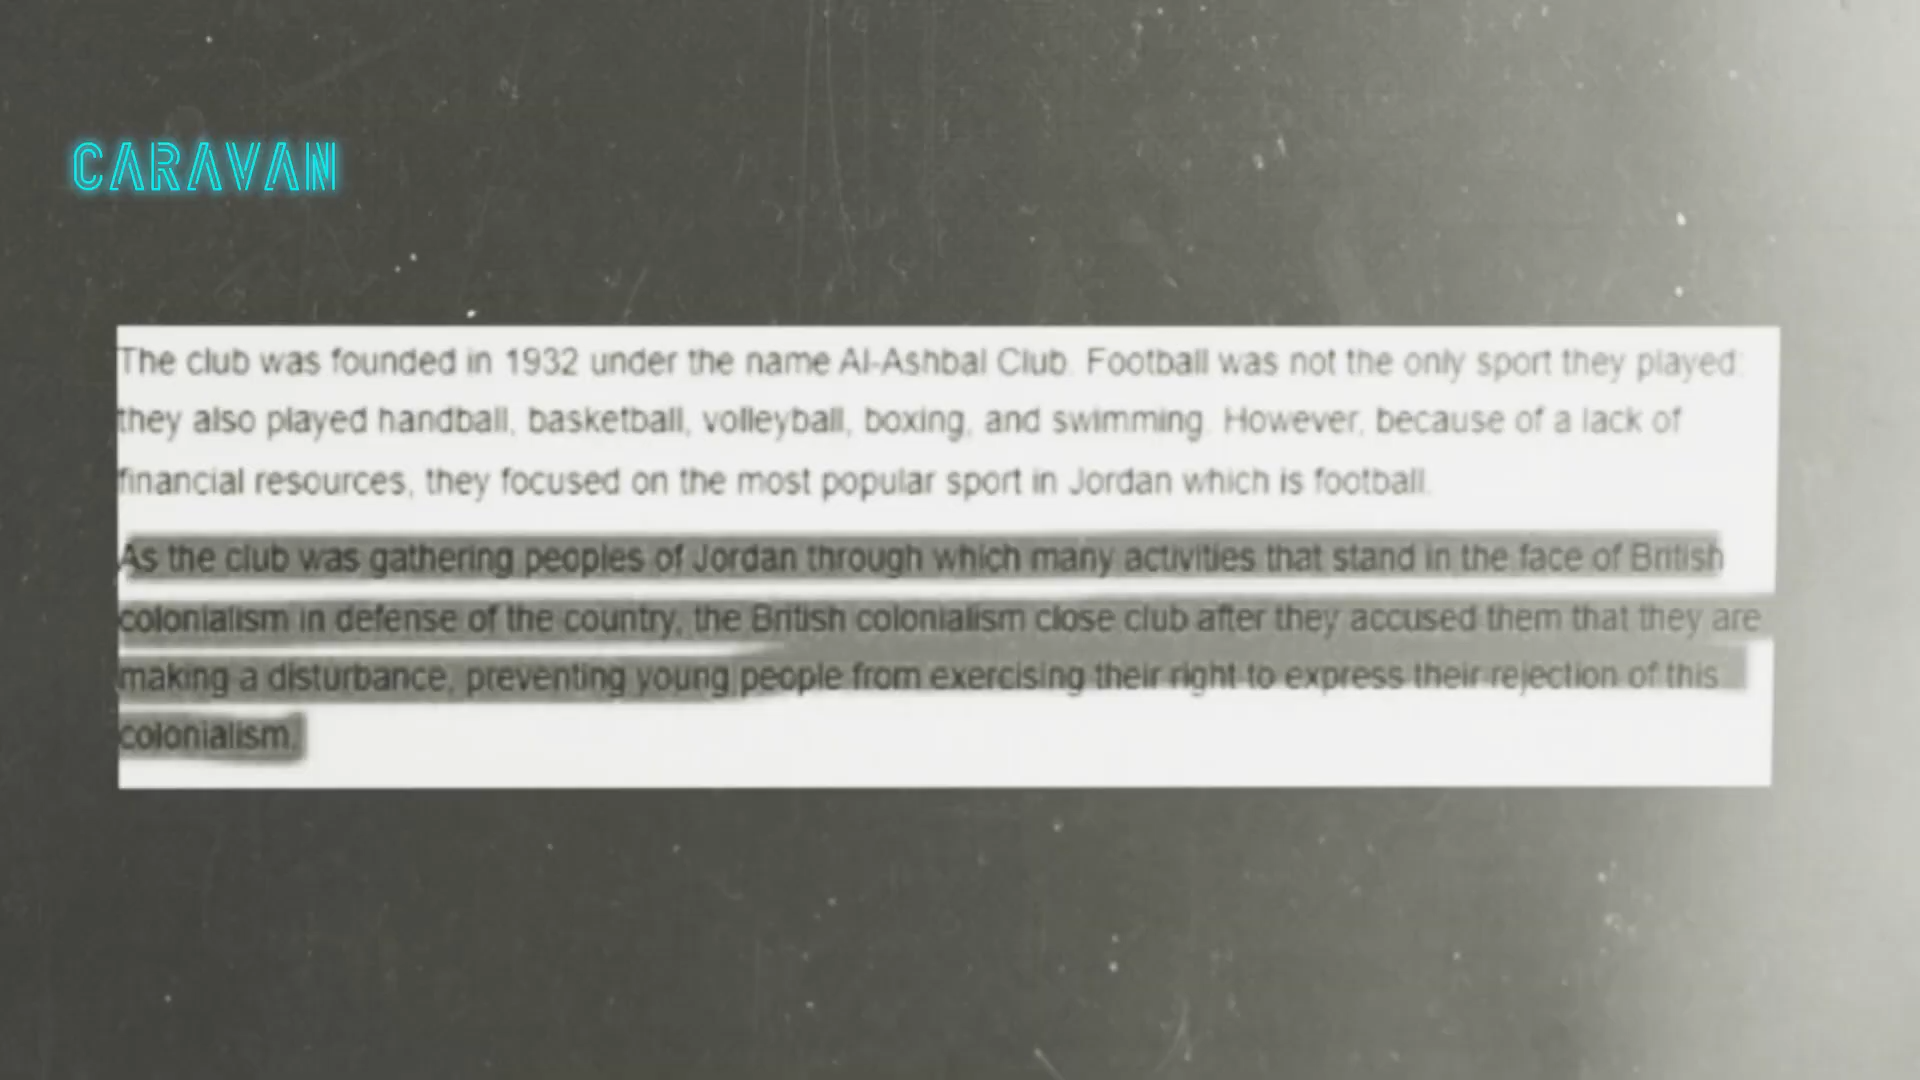 CARAVAN
The club was founded in 1932 under the name Al-Ashbal Club. Football was not the only sport they played:
they also played handball, basketball, volleyball, boxing, and swimming. However, because of a lack of
financial resources, they focused on the most popular sport in Jordan which is football.
As the club was gathering peoples of Jordan through which many activities that stand in the face of British
colonialism in defense of the country, the British colonialism close club after they accused them that they are
making a disturbance, preventing young people from exercising their right to express their rejection of this
colonialism.